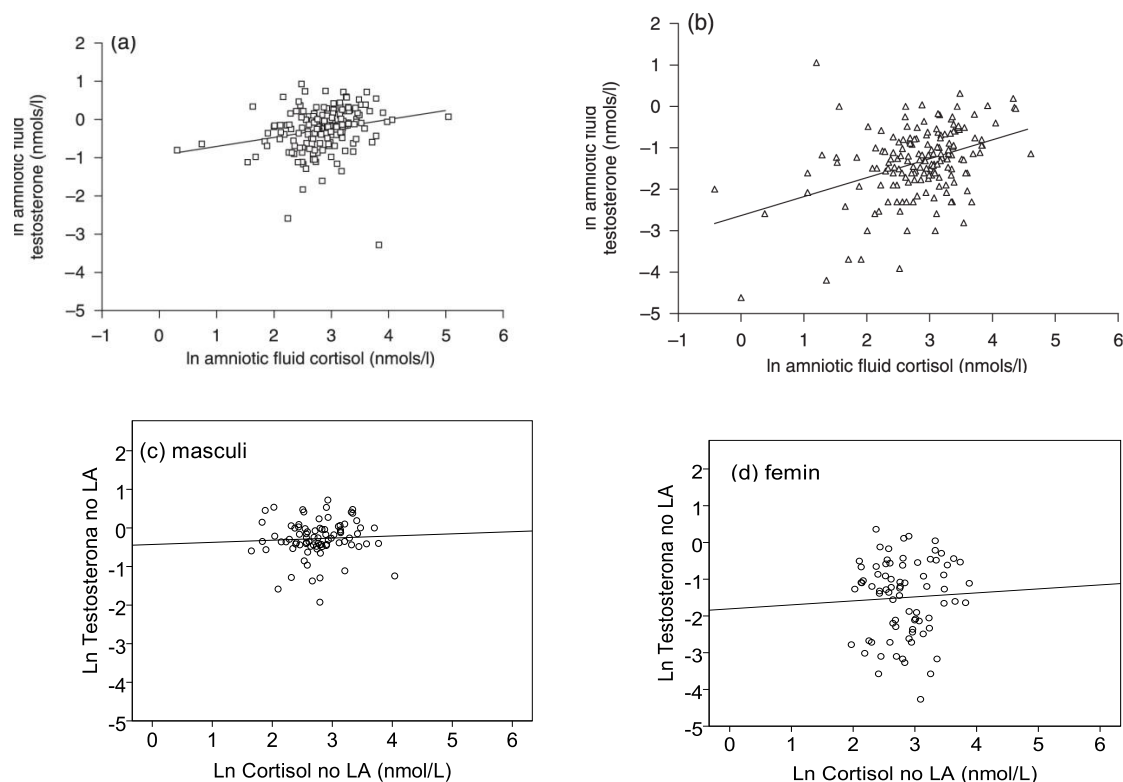 (a)
ln amniotic fluid
testosterone (nmols/l)
2
1
0
–1
–2
–3
–4
–5
–1 0 1 2 3 4 5 6
ln amniotic fluid cortisol (nmols/l)
(b)
ln amniotic fluid
testosterone (nmols/l)
2
1
0
–1
–2
–3
–4
–5
–1 0 1 2 3 4 5 6
ln amniotic fluid cortisol (nmols/l)
(c) masculi
Ln Testosterona no LA
2
1
0
-1
-2
-3
-4
-5
0 1 2 3 4 5 6
Ln Cortisol no LA (nmol/L)
(d) femin
Ln Testosterona no LA
2
1
0
-1
-2
-3
-4
-5
0 1 2 3 4 5 6
Ln Cortisol no LA (nmol/L)